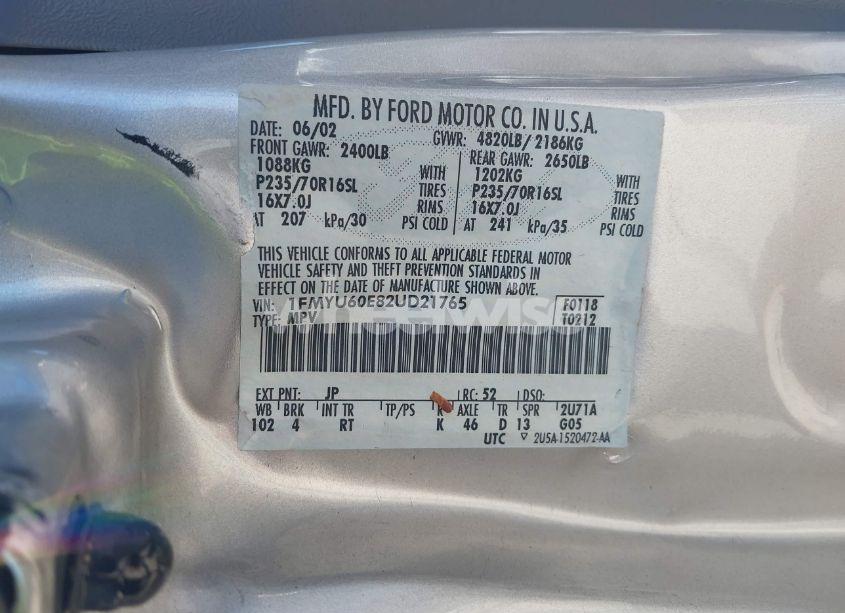 MFD. BY FORD MOTOR CO. IN U.S.A.
DATE: 06/02 GVWR: 4820LB/ 2186KG
FRONT GAWR: 2400LB REAR GAWR: 2650LB
1088KG WITH 1202KG WITH
P235/70R16SL TIRES P235/70R16SL TIRES
16X7.0J RIMS 16X7.0J RIMS
AT 207 kPa/30 PSI COLD AT 241 kPa/35 PSI COLD
THIS VEHICLE CONFORMS TO ALL APPLICABLE FEDERAL MOTOR
VEHICLE SAFETY AND THEFT PREVENTION STANDARDS IN
EFFECT ON THE DATE OF MANUFACTURE SHOWN ABOVE.
VIN: 1FMYU60E82UD21765 F0118
TYPE: MPV T0212
EXT PNT: JP RC: 52 DSO:
WB BRK INT TR TP/PS R AXLE TR SPR 2U71A
102 4 RT K 46 D 13 G05
UTC ▽ 2U5A-1520472-AA